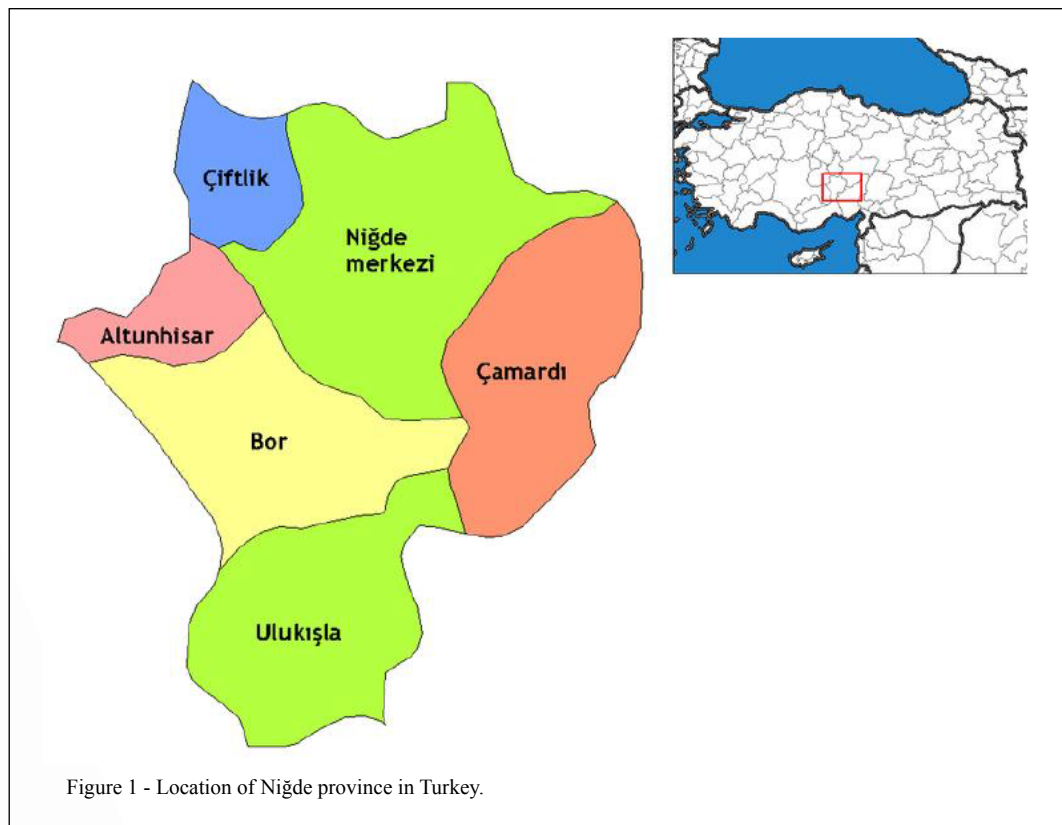 Çiftlik
Niğde
merkezi
Altunhisar
Çamardı
Bor
Ulukışla
Figure 1 - Location of Niğde province in Turkey.